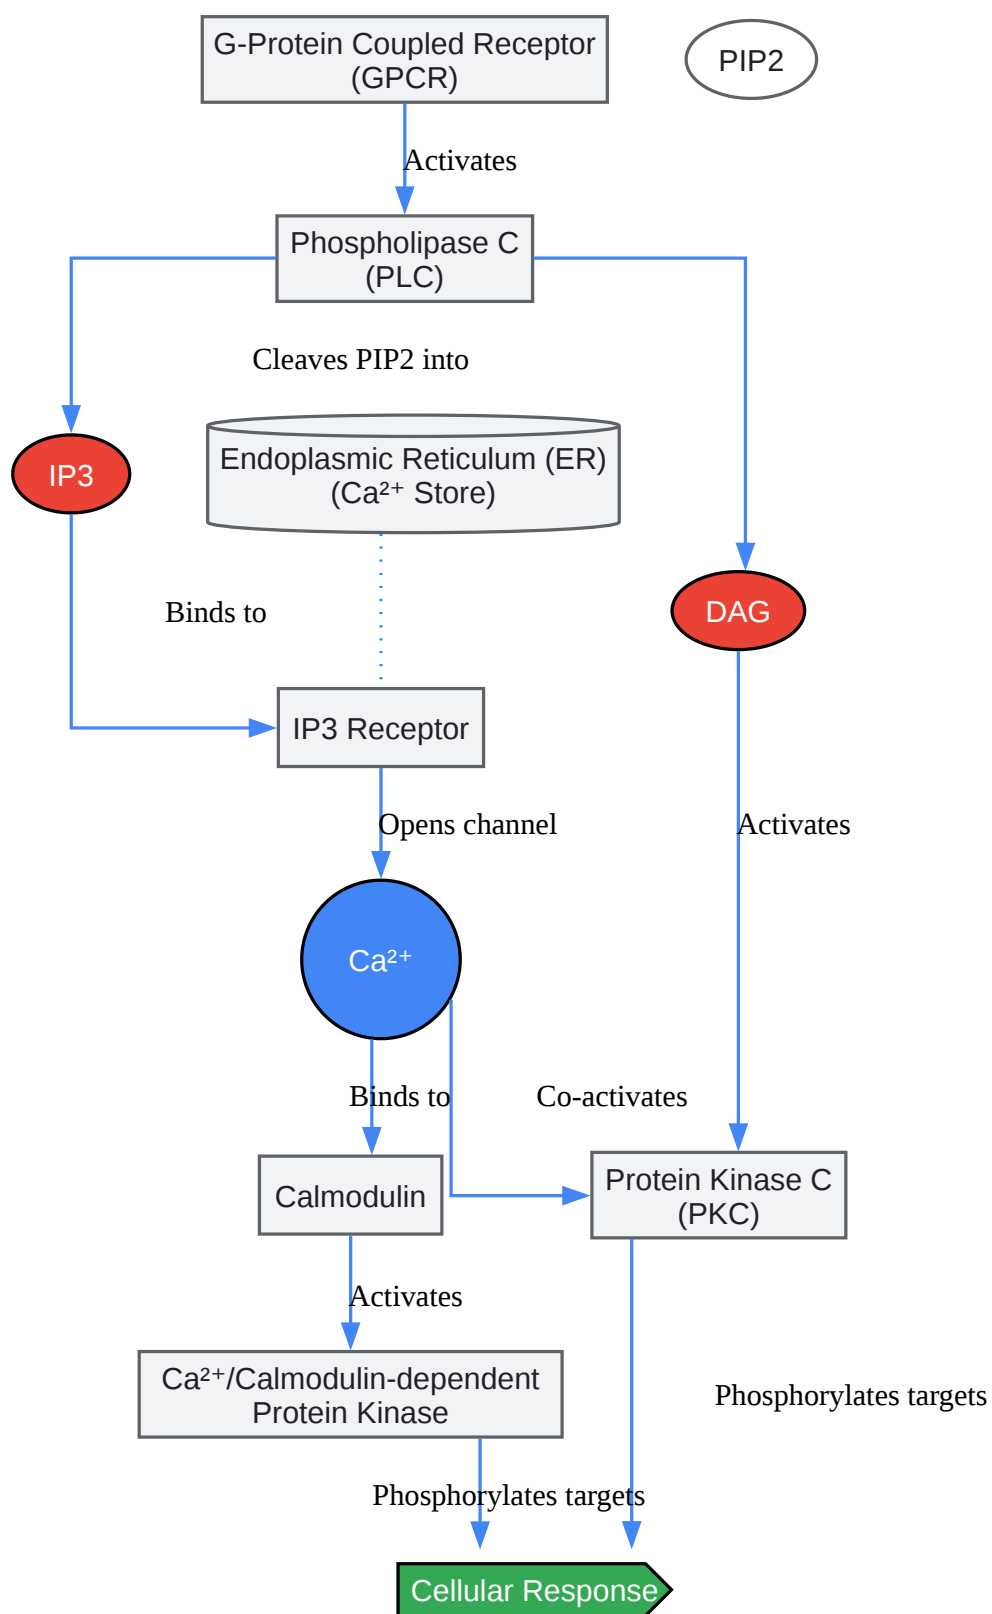 G-Protein Coupled Receptor
(GPCR)
PIP2
Activates
Phospholipase C
(PLC)
Cleaves PIP2 into
IP3
Endoplasmic Reticulum (ER)
(Ca²⁺ Store)
Binds to
DAG
IP3 Receptor
Opens channel
Activates
Ca²⁺
Binds to
Co-activates
Calmodulin
Protein Kinase C
(PKC)
Activates
Ca²⁺/Calmodulin-dependent
Protein Kinase
Phosphorylates targets
Phosphorylates targets
Cellular Response